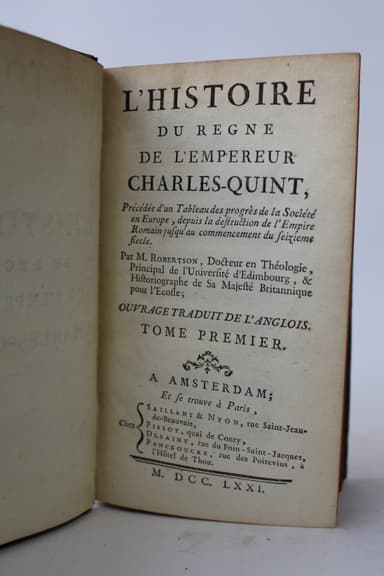 L'HISTOIRE
DU REGNE
DE L'EMPEREUR
CHARLES-QUINT,
Précédée d'un Tableau des progrès de la Société
en Europe, depuis la destruction de l'Empire
Romain jusqu'au commencement du seizieme
siecle.
Par M. ROBERTSON, Docteur en Théologie,
Principal de l'Université d'Edimbourg, &
Historiographe de Sa Majesté Britannique
pour l'Ecosse;
OUVRAGE TRADUIT DE L'ANGLOIS.
TOME PREMIER.
A AMSTERDAM;
Et se trouve à Paris,
Chez
SAILLANT & NYON, rue Saint-Jean-
de-Beauvais,
PISSOT, quai de Conty,
DESAINT, rue du Foin-Saint-Jacques,
PANCKOUCKE, rue des Poitevins, à
l'Hôtel de Thou.
M. DCC. LXXI.